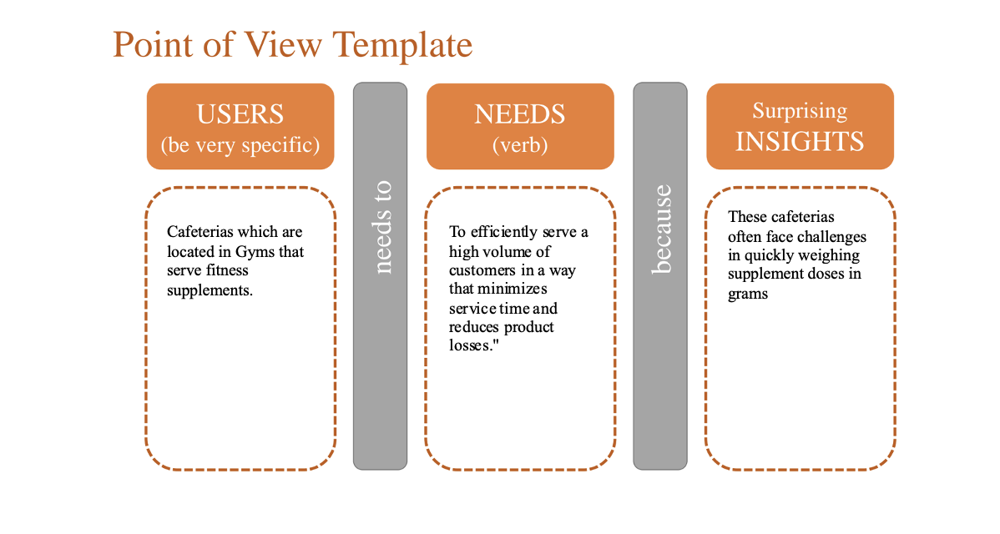 Point of View Template
USERS
(be very specific)
needs to
NEEDS
(verb)
because
Surprising
INSIGHTS
Cafeterias which are
located in Gyms that
serve fitness
supplements.
To efficiently serve a
high volume of
customers in a way
that minimizes
service time and
reduces product
losses."
These cafeterias
often face challenges
in quickly weighing
supplement doses in
grams